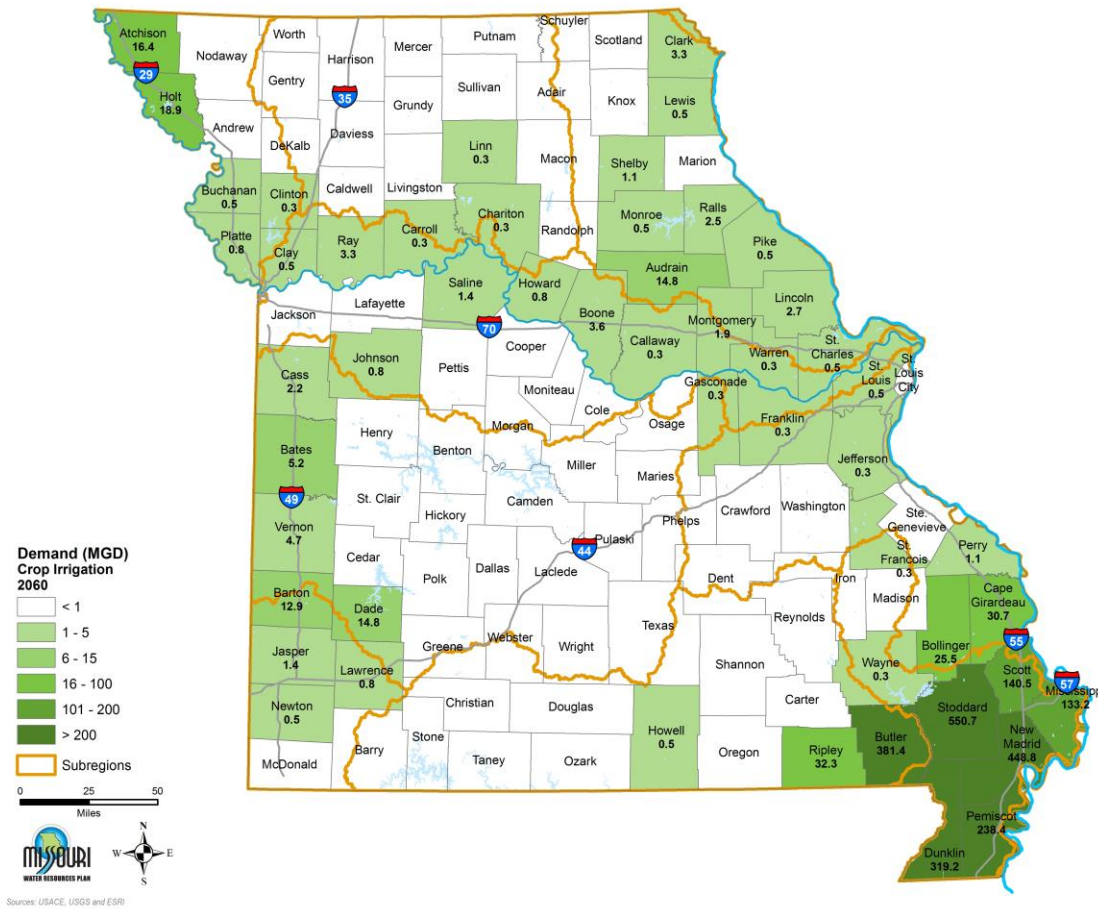 Schuyler
Worth
Putnam
Scotland
Atchison
16.4
Clark
3.3
Mercer
Nodaway
Harrison
29
Gentry
Sullivan
Adair
Knox
Lewis
0.5
35
Holt
18.9
Grundy
Andrew
DeKalb
Daviess
Linn
0.3
Macon
Shelby
1.1
Marion
Buchanan
0.5
Clinton
0.3
Caldwell
Livingston
Chariton
0.3
Monroe
0.5
Ralls
2.5
Randolph
Platte
0.8
Clay
0.5
Ray
3.3
Carroll
0.3
Pike
0.5
Audrain
14.8
Saline
1.4
Howard
0.8
Lincoln
2.7
Lafayette
Jackson
70
Boone
3.6
Montgomery
1.9
Callaway
0.3
Warren
0.3
St.
Charles
0.5
St.
Louis
0.5
St.
Louis
City
Cooper
Johnson
0.8
Pettis
Cass
2.2
Moniteau
Cole
Gasconade
0.3
Franklin
0.3
Osage
Morgan
Henry
Benton
Bates
5.2
Jefferson
0.3
Miller
Maries
49
St. Clair
Camden
Crawford
Washington
Ste.
Genevieve
Hickory
Phelps
Vernon
4.7
44
Pulaski
St.
Francois
0.3
Perry
1.1
Cedar
Polk
Dallas
Laclede
Dent
Iron
Madison
Cape
Girardeau
30.7
Barton
12.9
Dade
14.8
Texas
Reynolds
55
Greene
Webster
Wright
Bollinger
25.5
Jasper
1.4
Lawrence
0.8
Shannon
Wayne
0.3
Scott
140.5
57
Mississippi
133.2
Newton
0.5
Christian
Douglas
Carter
Stoddard
550.7
Howell
0.5
Butler
381.4
New
Madrid
448.8
Stone
Barry
McDonald
Taney
Ozark
Oregon
Ripley
32.3
Pemiscot
238.4
Dunklin
319.2
Demand (MGD)
Crop Irrigation
2060
< 1
1 - 5
6 - 15
16 - 100
101 - 200
> 200
Subregions
0 25 50
Miles
MISSOURI
WATER RESOURCES PLAN
N
W E
S
Sources: USACE, USGS and ESRI